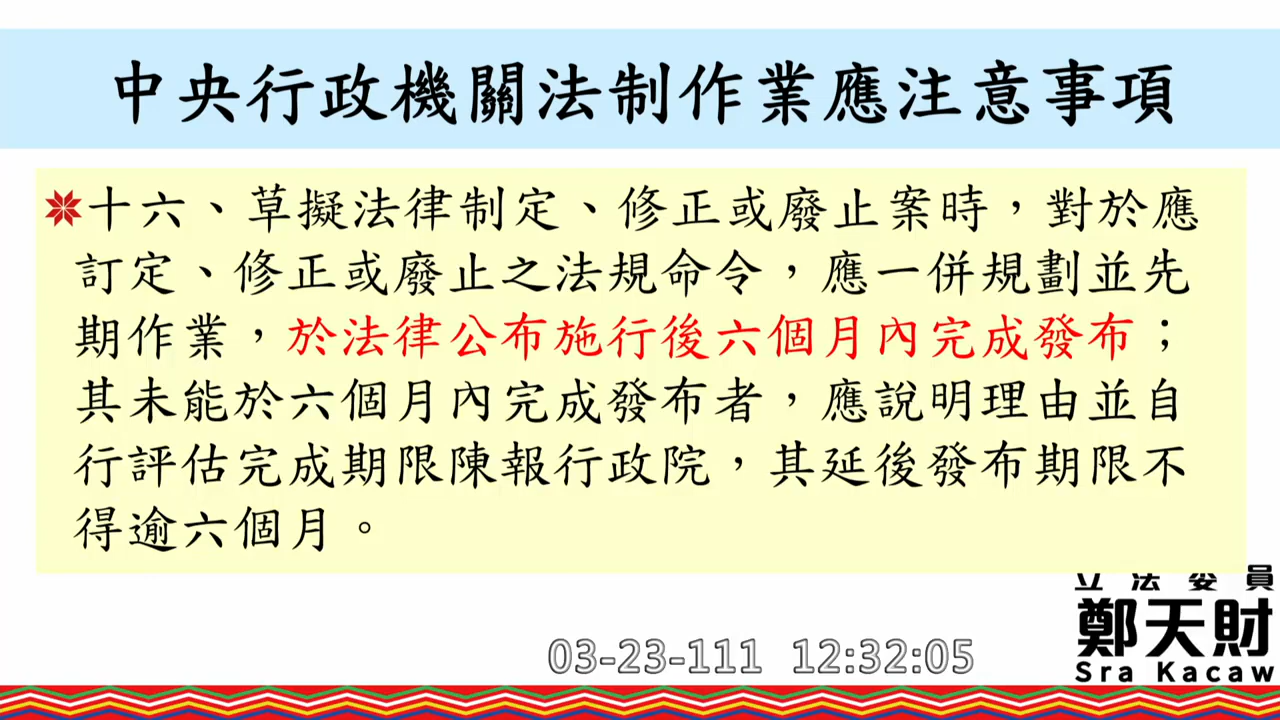 中央行政機關法制作業應注意事項
十六、草擬法律制定、修正或廢止案時，對於應
訂定、修正或廢止之法規命令，應一併規劃並先
期作業，於法律公布施行後六個月內完成發布；
其未能於六個月內完成發布者，應說明理由並自
行評估完成期限陳報行政院，其延後發布期限不
得逾六個月。
立法委員
鄭天財
Sra Kacaw
03-23-111 12:32:05